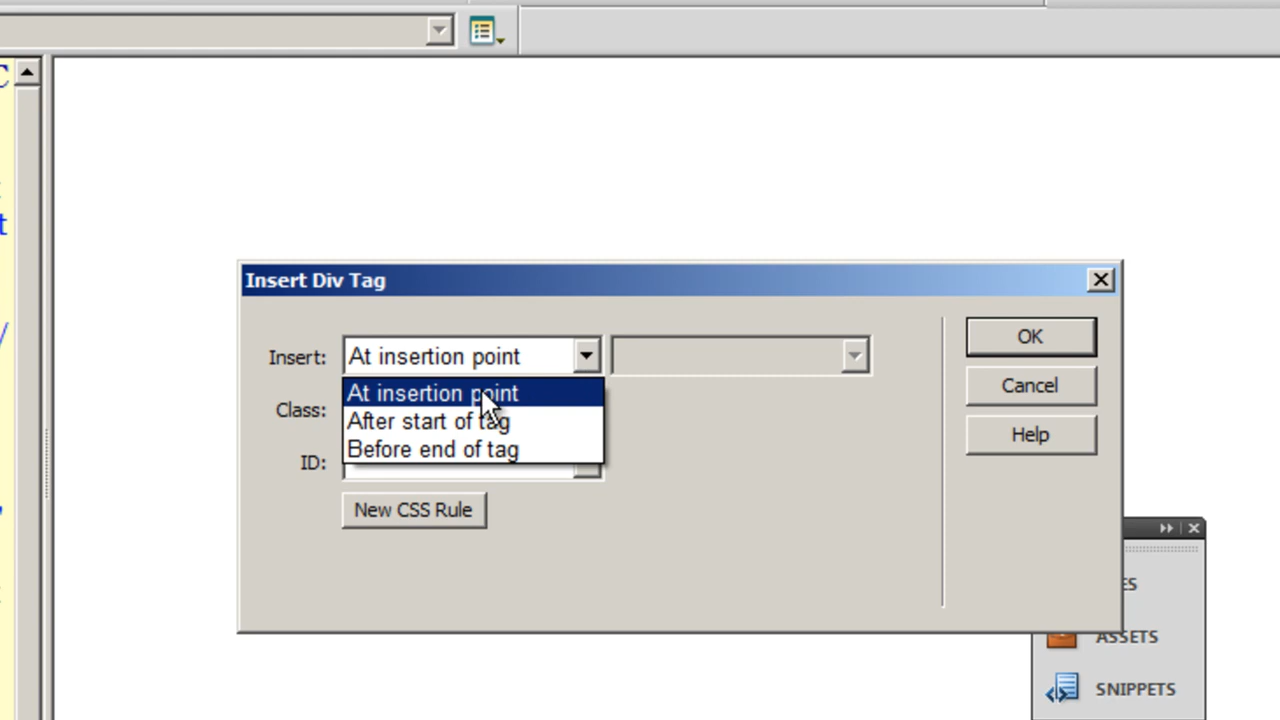 C
t
/
Insert Div Tag
Insert: At insertion point
At insertion point
After start of tag
Before end of tag
Class:
ID:
New CSS Rule
OK
Cancel
Help
ES
ASSETS
SNIPPETS